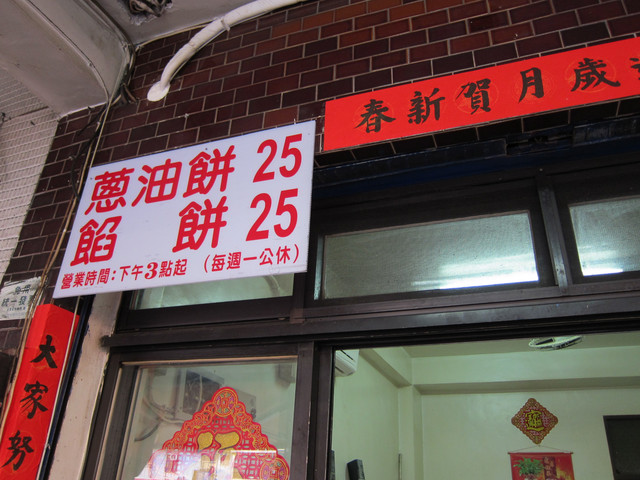 蔥油餅 25
餡 餅 25
營業時間：下午3點起 （每週一公休）
春新賀月歲
大家努